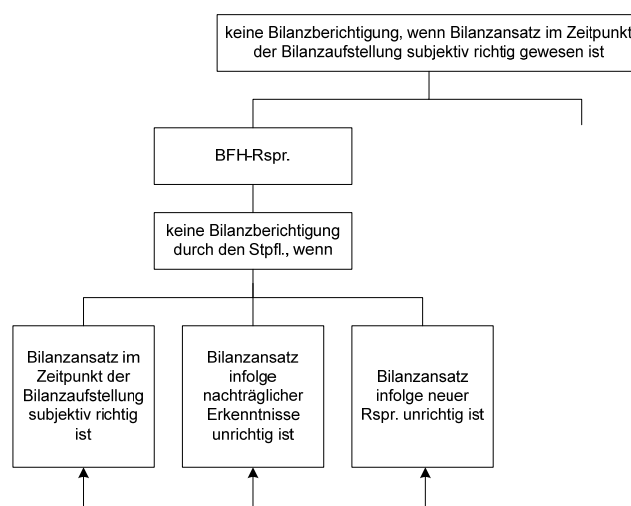 keine Bilanzberichtigung, wenn Bilanzansatz im Zeitpunkt
der Bilanzaufstellung subjektiv richtig gewesen ist
BFH-Rspr.
keine Bilanzberichtigung
durch den Stpfl., wenn
Bilanzansatz im
Zeitpunkt der
Bilanzaufstellung
subjektiv richtig
ist
Bilanzansatz
infolge
nachträglicher
Erkenntnisse
unrichtig ist
Bilanzansatz
infolge neuer
Rspr. unrichtig ist